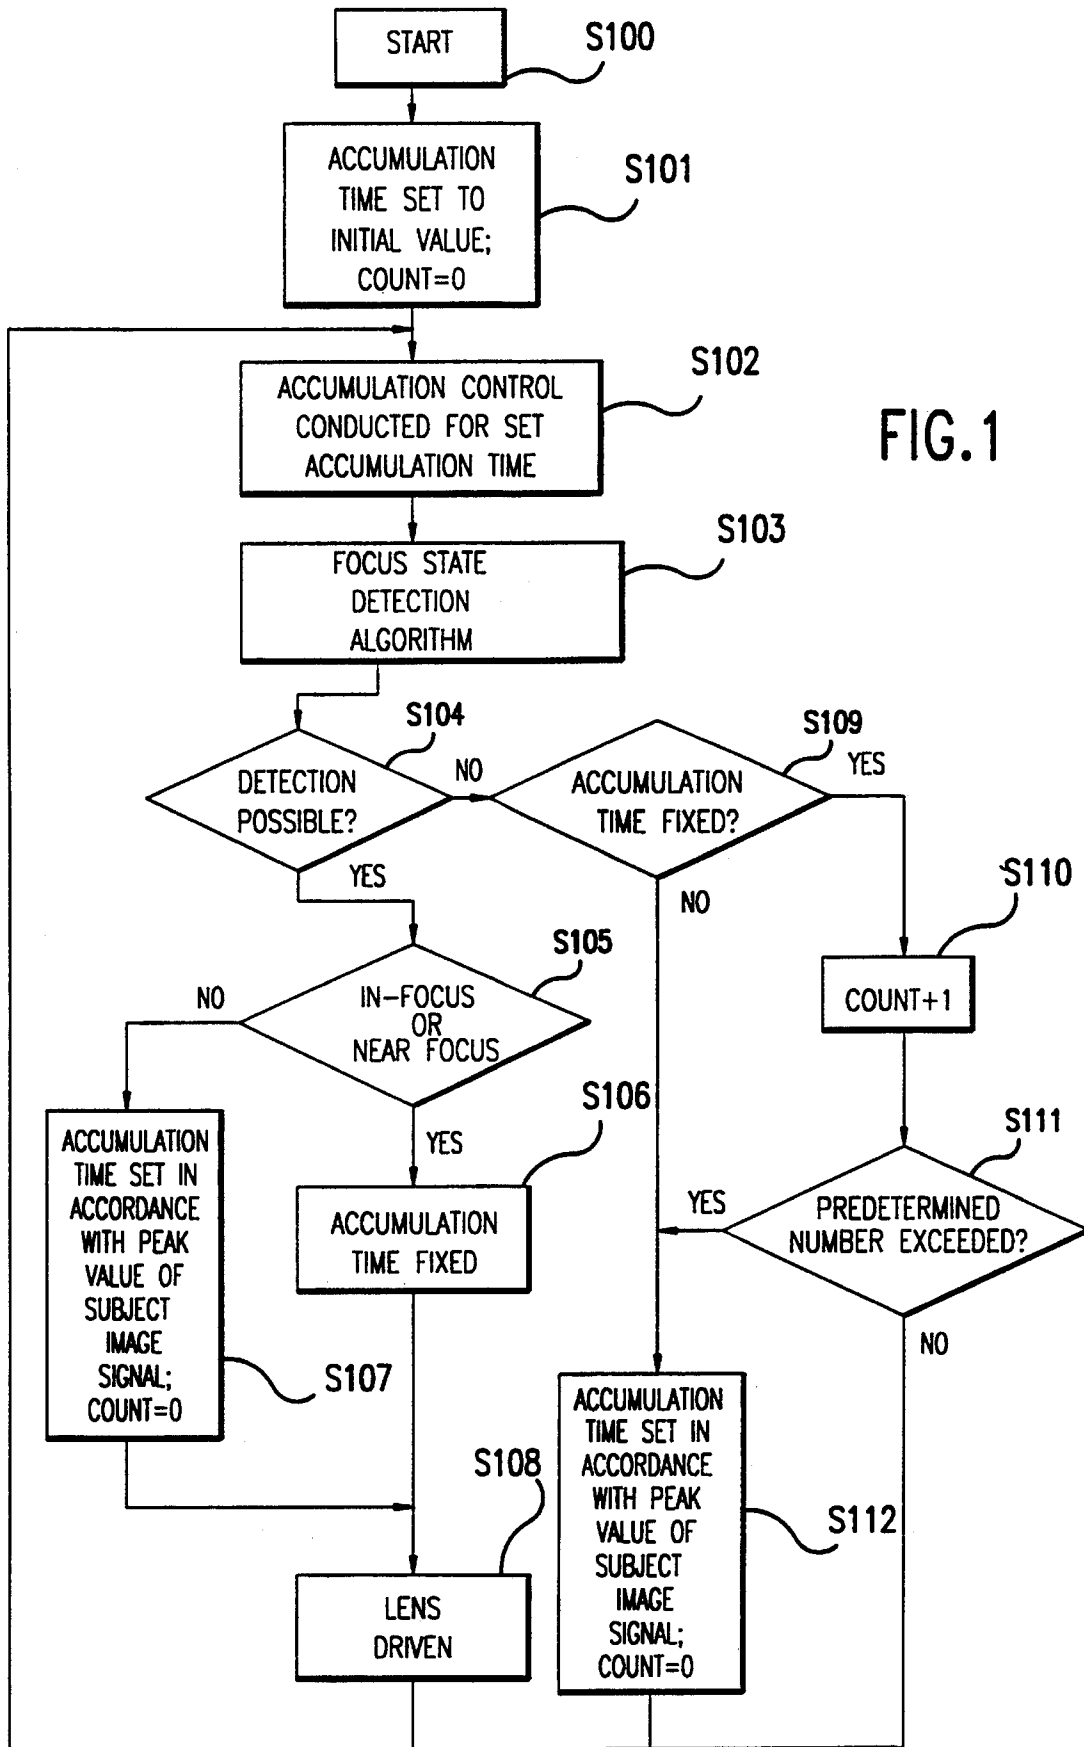 START
S100
ACCUMULATION
TIME SET TO
INITIAL VALUE;
COUNT=0
S101
ACCUMULATION CONTROL
CONDUCTED FOR SET
ACCUMULATION TIME
S102
FIG.1
FOCUS STATE
DETECTION
ALGORITHM
S103
DETECTION
POSSIBLE?
S104
NO
YES
ACCUMULATION
TIME FIXED?
S109
YES
NO
S110
COUNT+1
IN-FOCUS
OR
NEAR FOCUS
S105
NO
YES
S106
ACCUMULATION
TIME FIXED
ACCUMULATION
TIME SET IN
ACCORDANCE
WITH PEAK
VALUE OF
SUBJECT
IMAGE
SIGNAL;
COUNT=0
S107
S111
PREDETERMINED
NUMBER EXCEEDED?
YES
NO
S108
LENS
DRIVEN
ACCUMULATION
TIME SET IN
ACCORDANCE
WITH PEAK
VALUE OF
SUBJECT
IMAGE
SIGNAL;
COUNT=0
S112